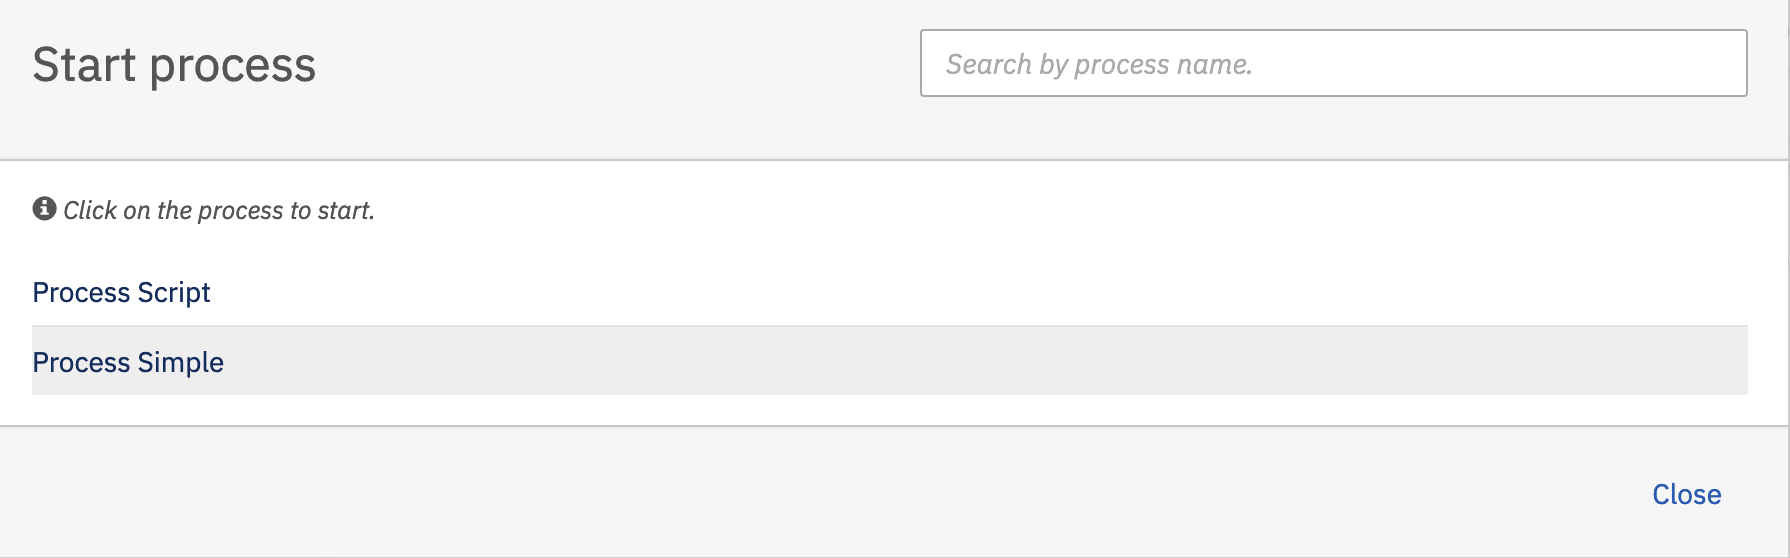 Start process
Search by process name.
Click on the process to start.
Process Script
Process Simple
Close